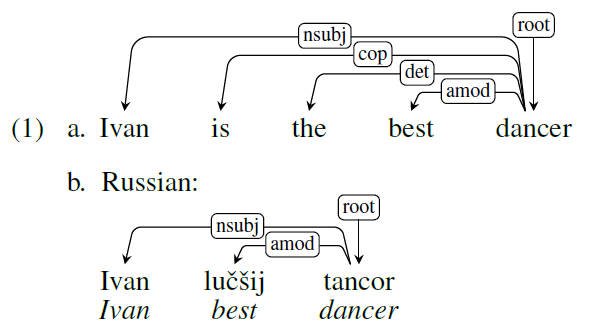 root
nsubj
cop
det
amod
(1) a. Ivan is the best dancer
b. Russian:
root
nsubj
amod
Ivan lučšij tancor
Ivan best dancer